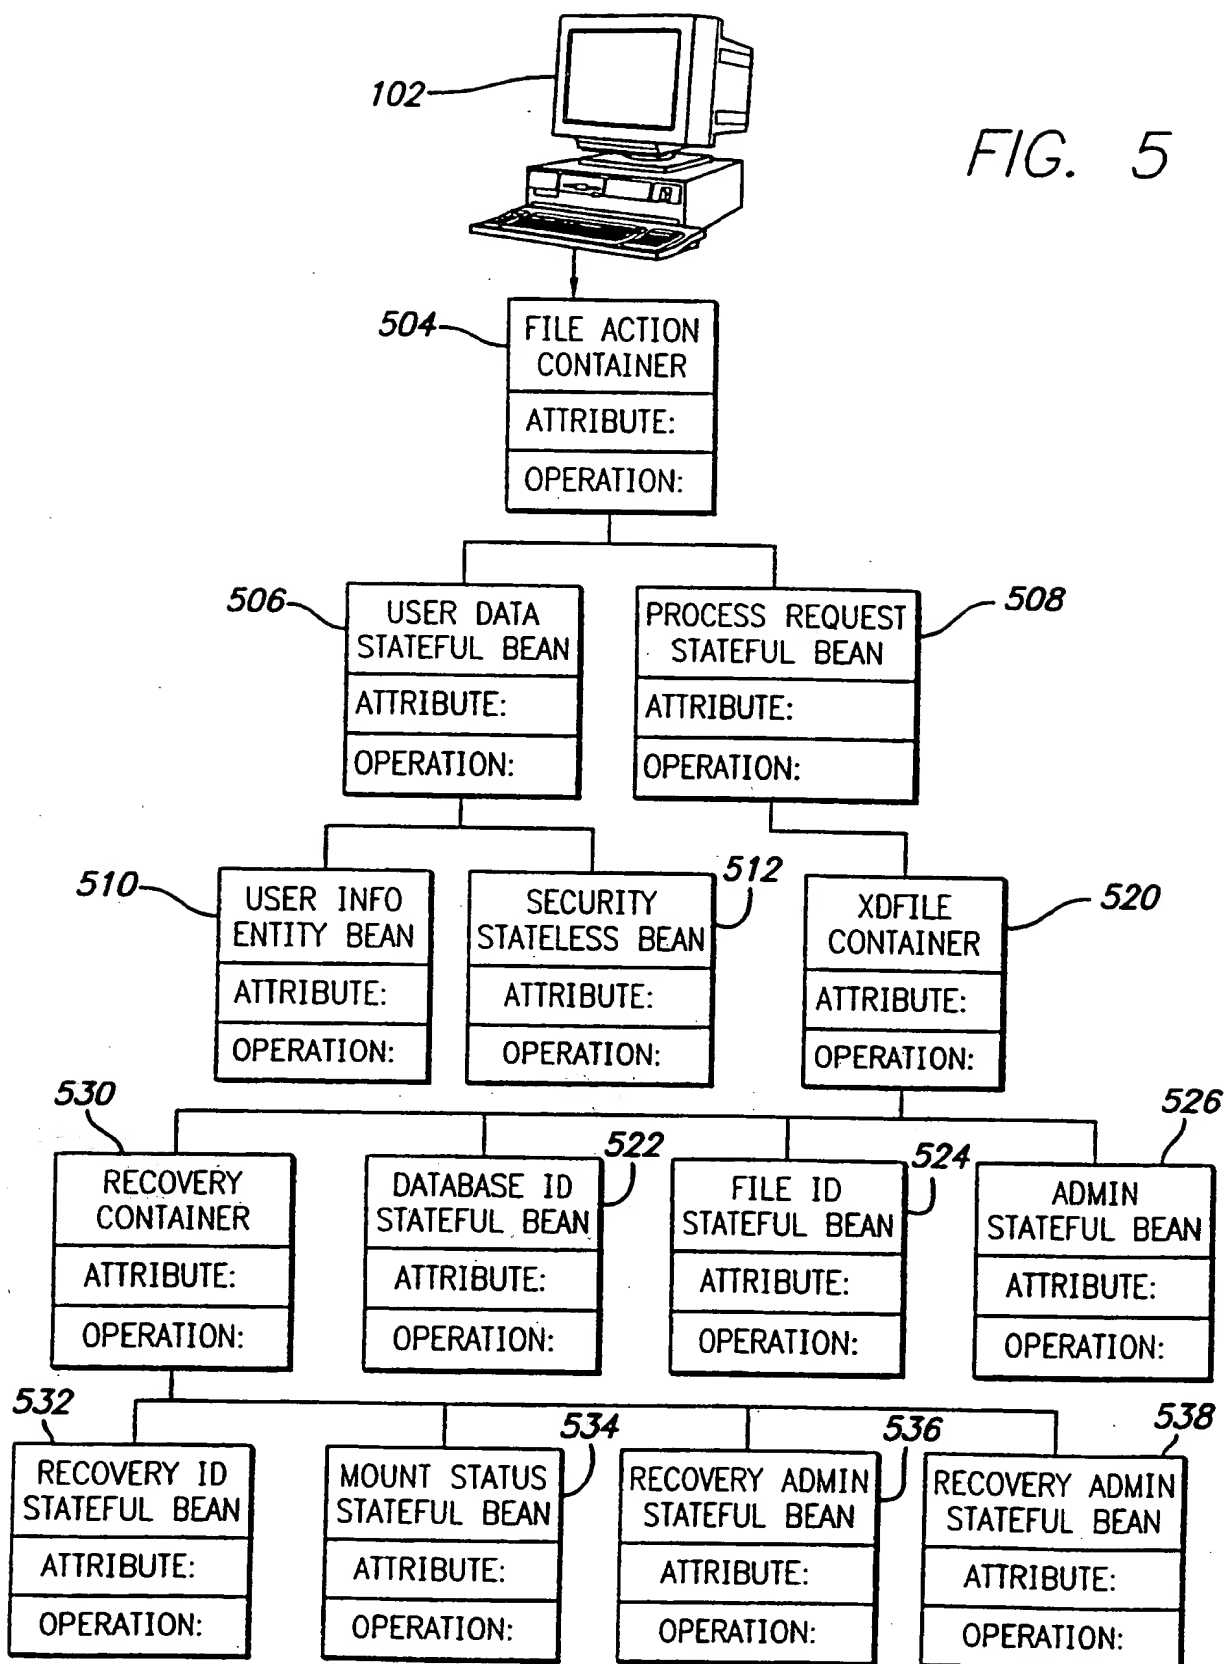 102
FIG. 5
504
FILE ACTION
CONTAINER
ATTRIBUTE:
OPERATION:
506
USER DATA
STATEFUL BEAN
ATTRIBUTE:
OPERATION:
PROCESS REQUEST
STATEFUL BEAN
ATTRIBUTE:
OPERATION:
508
510
USER INFO
ENTITY BEAN
ATTRIBUTE:
OPERATION:
SECURITY
STATELESS BEAN
ATTRIBUTE:
OPERATION:
512
XDFILE
CONTAINER
ATTRIBUTE:
OPERATION:
520
530
RECOVERY
CONTAINER
ATTRIBUTE:
OPERATION:
522
DATABASE ID
STATEFUL BEAN
ATTRIBUTE:
OPERATION:
524
FILE ID
STATEFUL BEAN
ATTRIBUTE:
OPERATION:
526
ADMIN
STATEFUL BEAN
ATTRIBUTE:
OPERATION:
532
RECOVERY ID
STATEFUL BEAN
ATTRIBUTE:
OPERATION:
534
MOUNT STATUS
STATEFUL BEAN
ATTRIBUTE:
OPERATION:
536
RECOVERY ADMIN
STATEFUL BEAN
ATTRIBUTE:
OPERATION:
538
RECOVERY ADMIN
STATEFUL BEAN
ATTRIBUTE:
OPERATION: